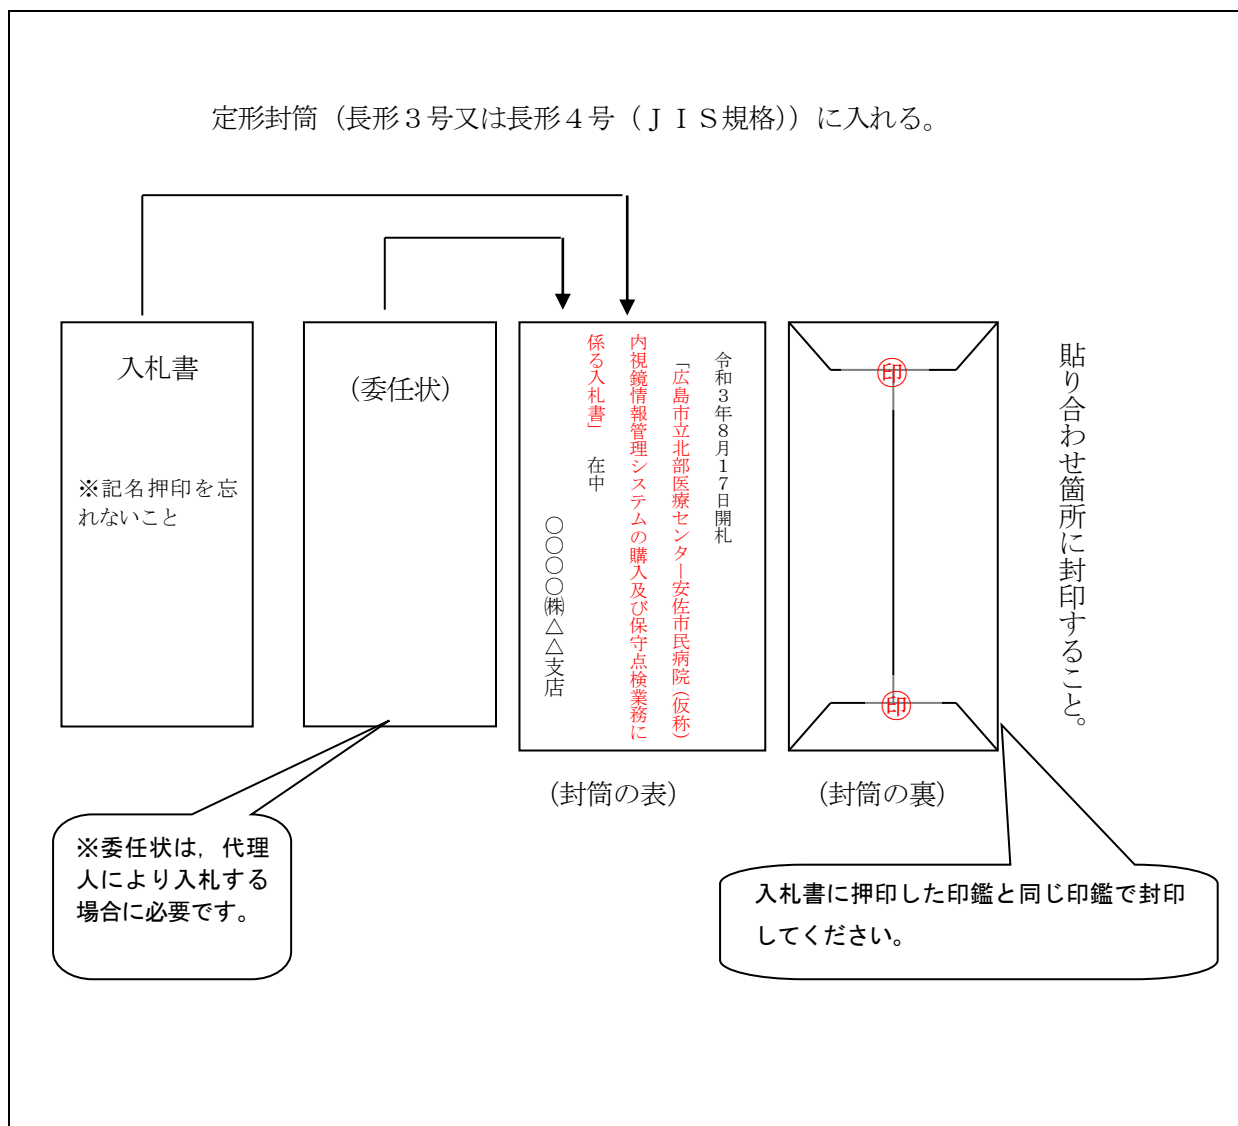 定形封筒（長形３号又は長形４号（ＪＩＳ規格））に入れる。
入札書
※記名押印を忘
れないこと
（委任状）
令和３年８月１７日開札
「広島市立北部医療センター安佐市民病院（仮称）
内視鏡情報管理システムの購入及び保守点検業務に
係る入札書」　在中
○○○○㈱△△支店
㊞
㊞
貼り合わせ箇所に封印すること。
（封筒の表）
（封筒の裏）
※委任状は，代理
人により入札する
場合に必要です。
入札書に押印した印鑑と同じ印鑑で封印
してください。